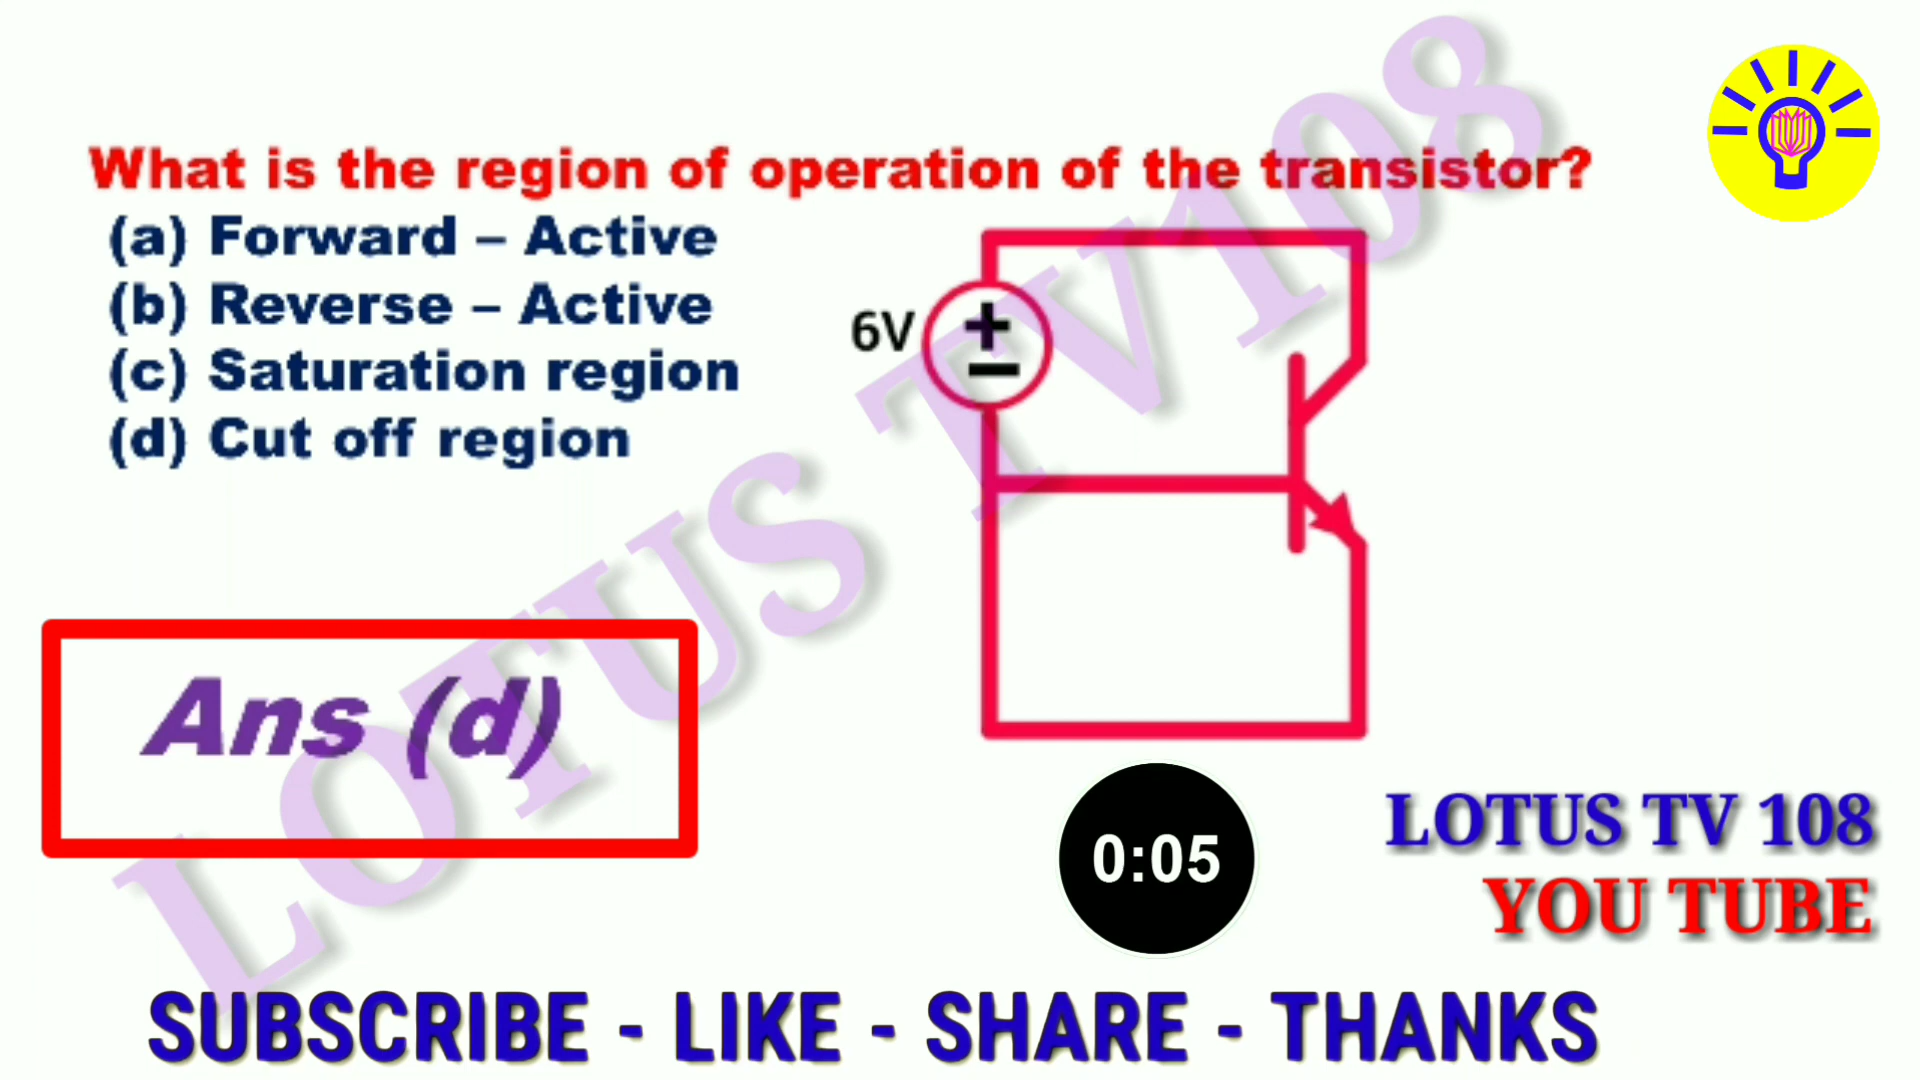 What is the region of operation of the transistor?
(a) Forward – Active
(b) Reverse – Active
(c) Saturation region
(d) Cut off region
6V
+
–
Ans (d)
LOTUS TV108
0:05
LOTUS TV 108
YOU TUBE
SUBSCRIBE - LIKE - SHARE - THANKS